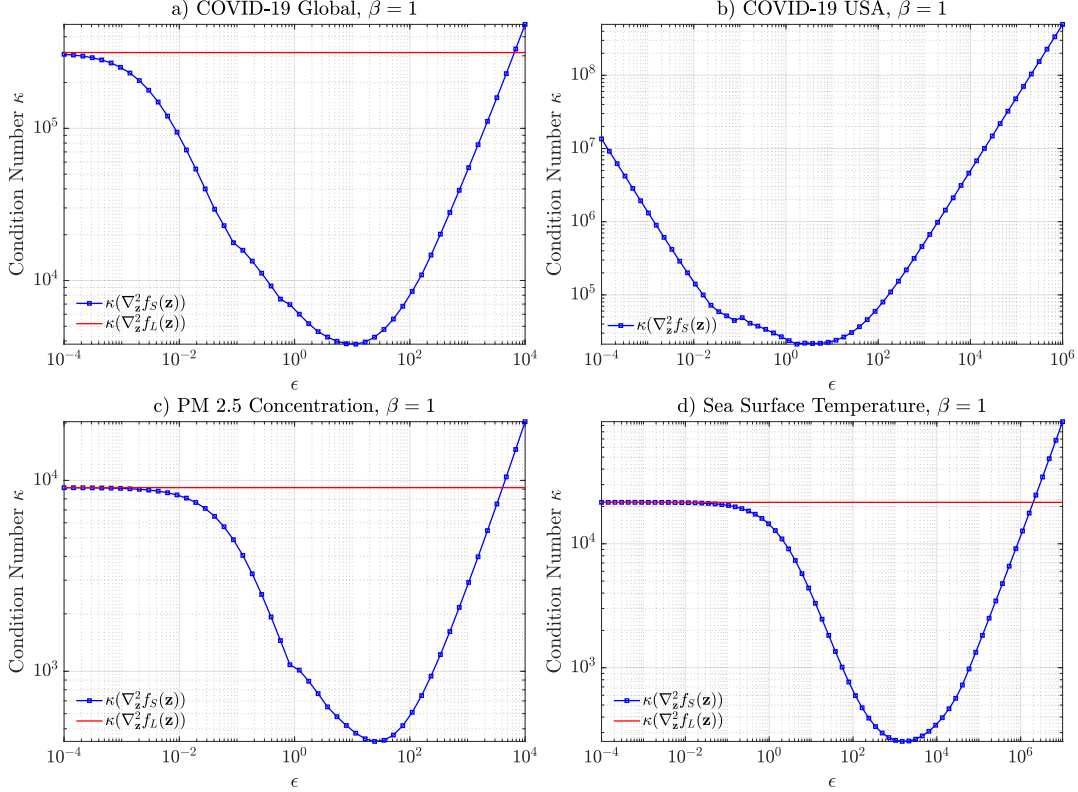 a) COVID-19 Global, β = 1
Condition Number κ
10^5
10^4
κ(∇²_z f_S(z))
κ(∇²_z f_L(z))
10^−4 10^−2 10^0 10^2 10^4
ϵ
b) COVID-19 USA, β = 1
Condition Number κ
10^8
10^7
10^6
10^5
κ(∇²_z f_S(z))
10^−4 10^−2 10^0 10^2 10^4 10^6
ϵ
c) PM 2.5 Concentration, β = 1
Condition Number κ
10^4
10^3
κ(∇²_z f_S(z))
κ(∇²_z f_L(z))
10^−4 10^−2 10^0 10^2 10^4
ϵ
d) Sea Surface Temperature, β = 1
Condition Number κ
10^4
10^3
κ(∇²_z f_S(z))
κ(∇²_z f_L(z))
10^−4 10^−2 10^0 10^2 10^4 10^6
ϵ